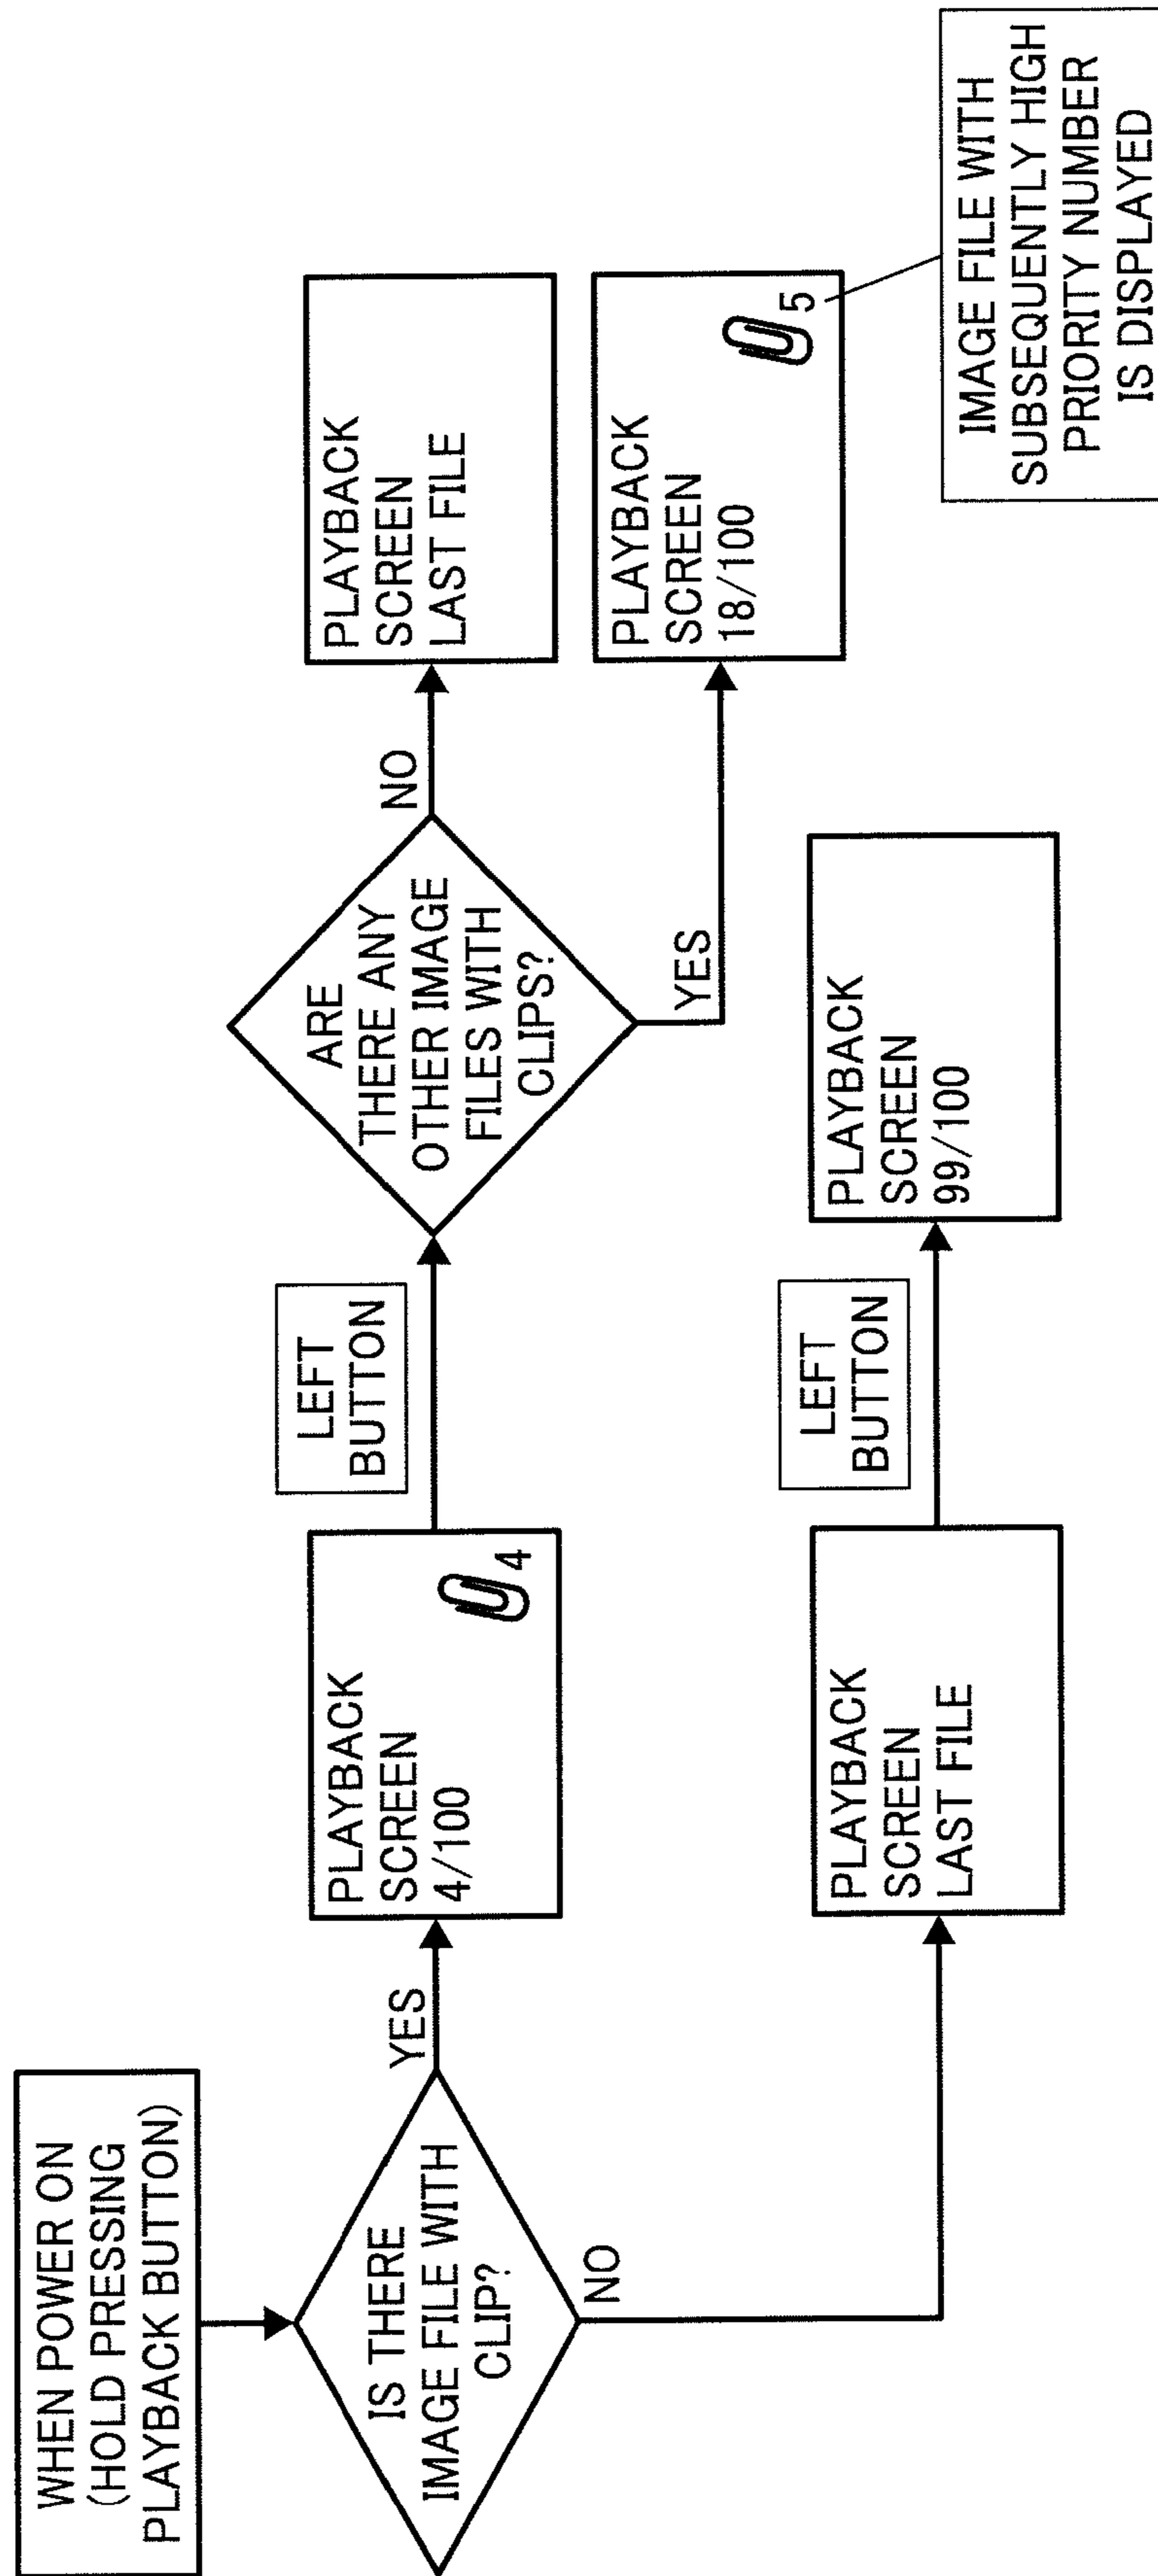 WHEN POWER ON
(HOLD PRESSING
PLAYBACK BUTTON)
IS THERE
IMAGE FILE WITH
CLIP?
YES
NO
PLAYBACK
SCREEN
4/100
4
LEFT
BUTTON
ARE
THERE ANY
OTHER IMAGE
FILES WITH
CLIPS?
NO
YES
PLAYBACK
SCREEN
LAST FILE
PLAYBACK
SCREEN
18/100
5
IMAGE FILE WITH
SUBSEQUENTLY HIGH
PRIORITY NUMBER
IS DISPLAYED
PLAYBACK
SCREEN
LAST FILE
LEFT
BUTTON
PLAYBACK
SCREEN
99/100